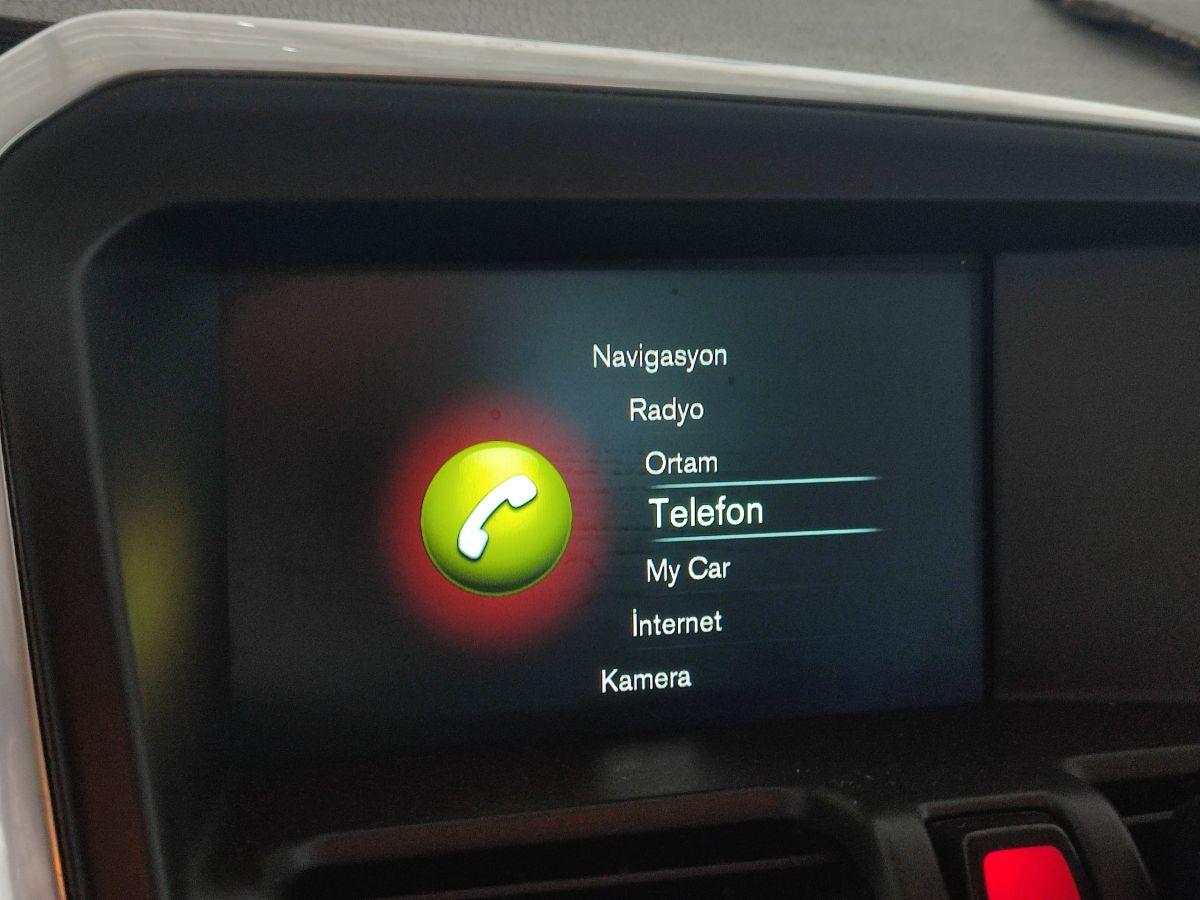 Navigasyon
Radyo
Ortam
Telefon
My Car
İnternet
Kamera